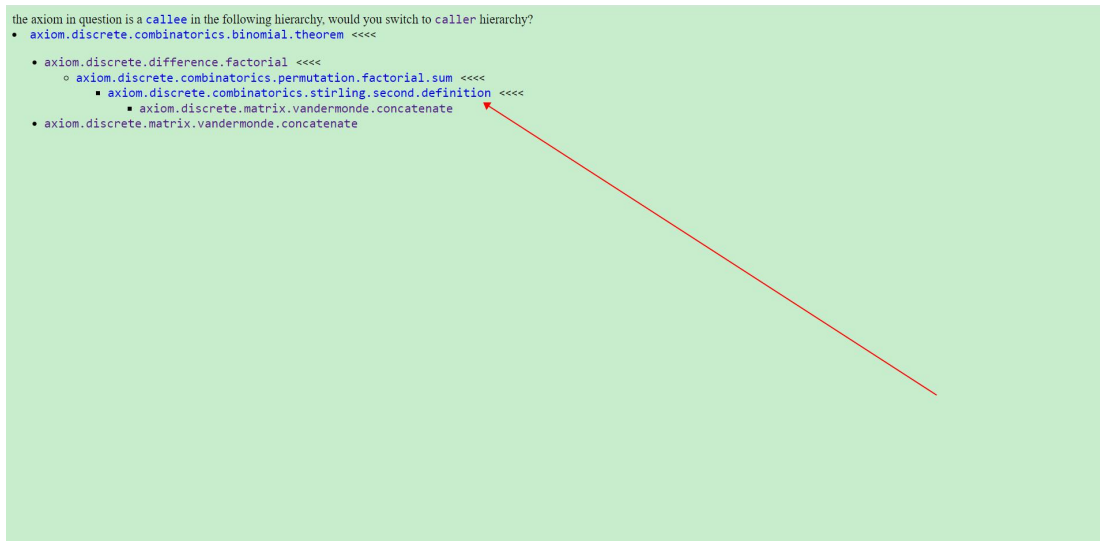 the axiom in question is a callee in the following hierarchy, would you switch to caller hierarchy?
axiom.discrete.combinatorics.binomial.theorem <<<<
axiom.discrete.difference.factorial <<<<
axiom.discrete.combinatorics.permutation.factorial.sum <<<<
axiom.discrete.combinatorics.stirling.second.definition <<<<
axiom.discrete.matrix.vandermonde.concatenate
axiom.discrete.matrix.vandermonde.concatenate